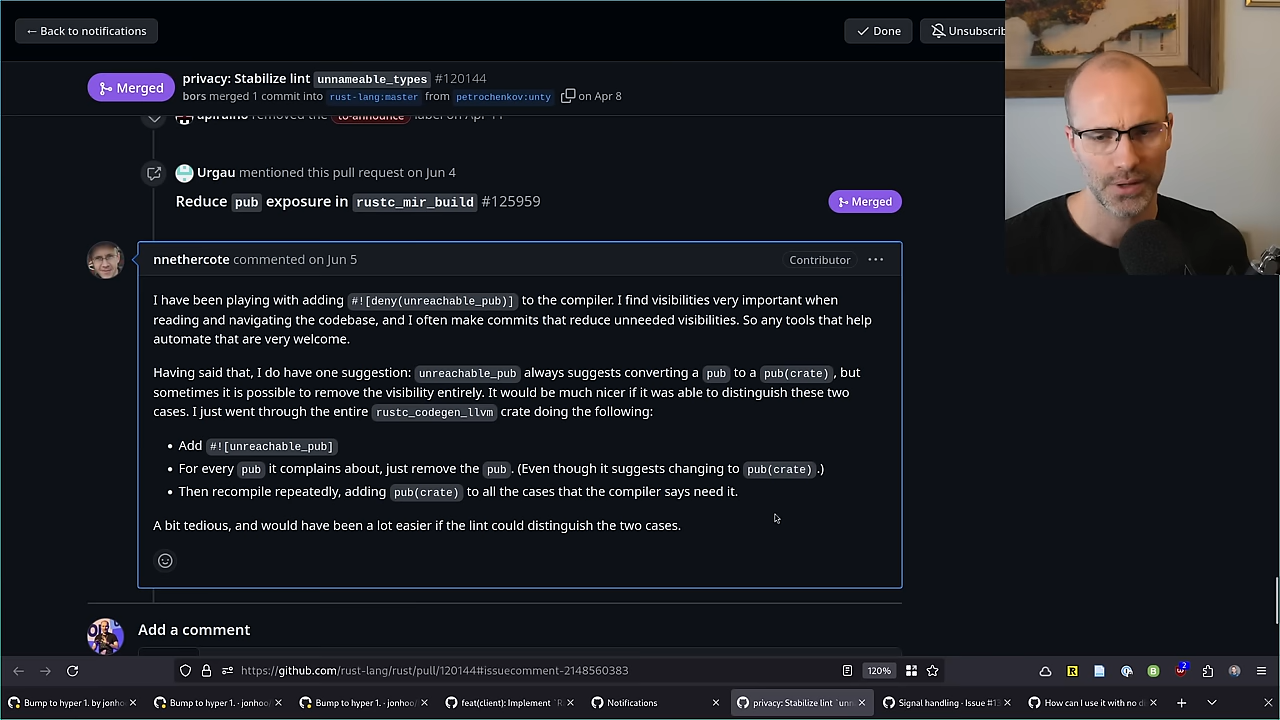 ← Back to notifications
Done
Unsubscrib
Merged
privacy: Stabilize lint unnameable_types #120144
bors merged 1 commit into rust-lang:master from petrochenkov:unty on Apr 8
apiraino removed the to-announce label on Apr 11
Urgau mentioned this pull request on Jun 4
Reduce pub exposure in rustc_mir_build #125959
Merged
nnethercote commented on Jun 5
Contributor
I have been playing with adding #![deny(unreachable_pub)] to the compiler. I find visibilities very important when
reading and navigating the codebase, and I often make commits that reduce unneeded visibilities. So any tools that help
automate that are very welcome.
Having said that, I do have one suggestion: unreachable_pub always suggests converting a pub to a pub(crate), but
sometimes it is possible to remove the visibility entirely. It would be much nicer if it was able to distinguish these two
cases. I just went through the entire rustc_codegen_llvm crate doing the following:
• Add #![unreachable_pub]
• For every pub it complains about, just remove the pub. (Even though it suggests changing to pub(crate).)
• Then recompile repeatedly, adding pub(crate) to all the cases that the compiler says need it.
A bit tedious, and would have been a lot easier if the lint could distinguish the two cases.
Add a comment
https://github.com/rust-lang/rust/pull/120144#issuecomment-2148560383
120%
2
Bump to hyper 1. by jonho
Bump to hyper 1. · jonhoo/
Bump to hyper 1. · jonhoo/
feat(client): Implement
Notifications
privacy: Stabilize lint
Signal handling · Issue #13
How can I use it with no d